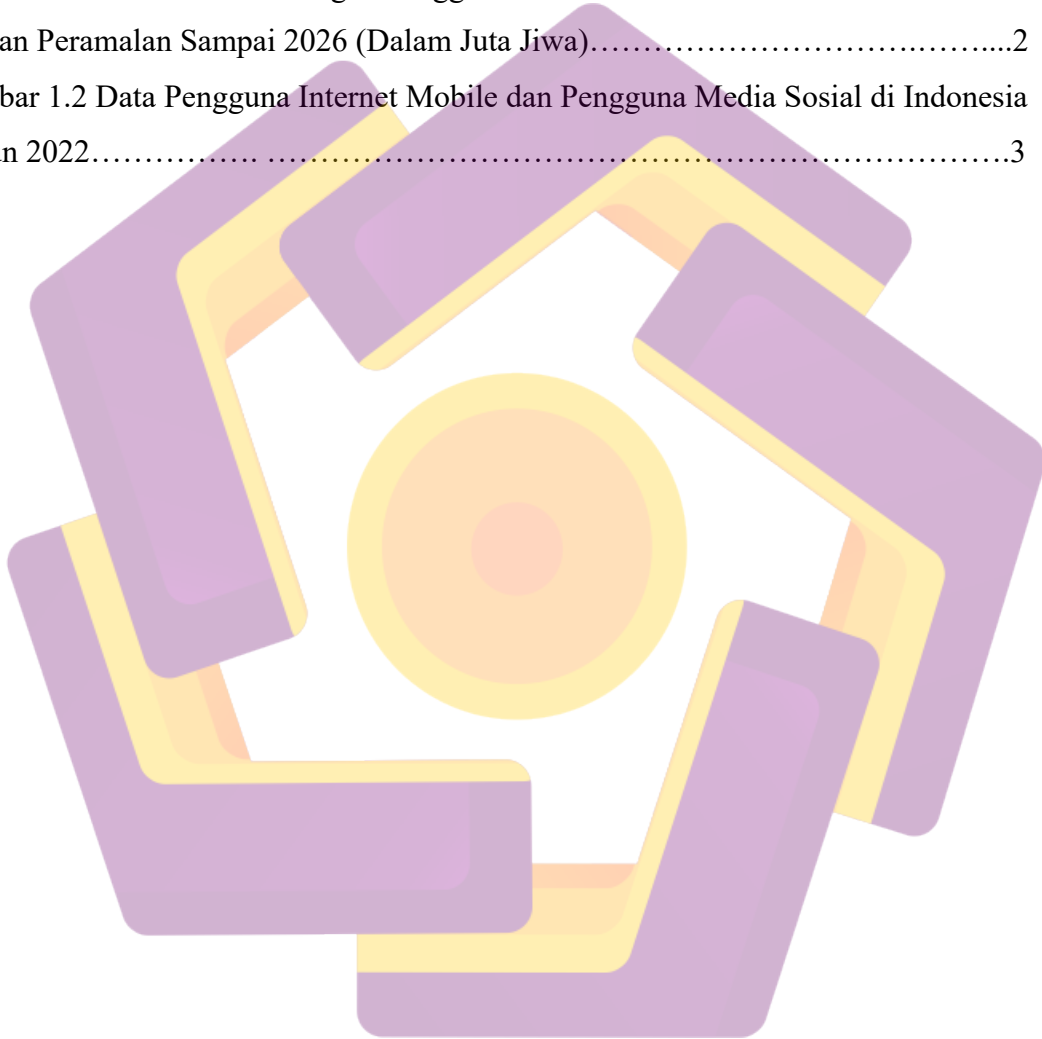 an Peramalan Sampai 2026 (Dalam Juta Jiwa)……………………….……....2
bar 1.2 Data Pengguna Internet Mobile dan Pengguna Media Sosial di Indonesia
un 2022……………. ……………………………………………………………….3